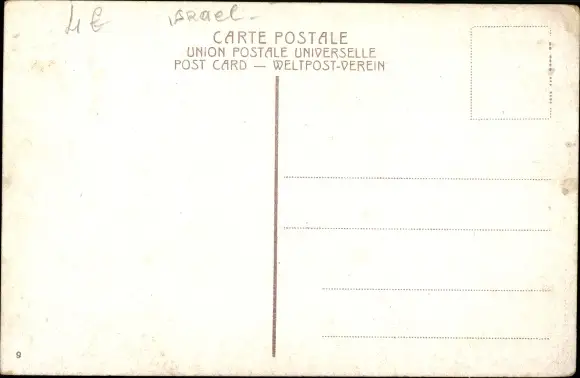 4 € israel-
CARTE POSTALE
UNION POSTALE UNIVERSELLE
POST CARD — WELTPOST-VEREIN
9